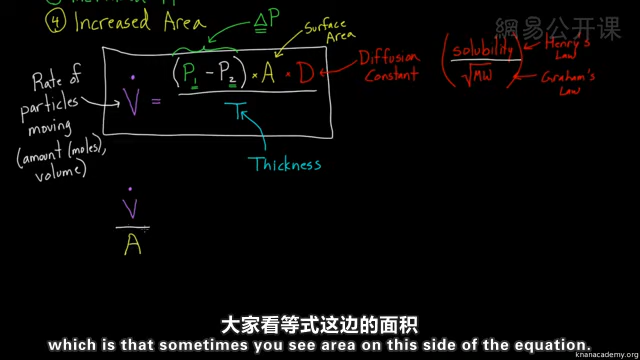 網易公开课
④ Increased Area
ΔP
Surface Area
(P₁ - P₂) × A × D
V̇ =
T
Rate of particles moving (amount (moles), volume)
Diffusion Constant
(solubility / √MW)
Henry's Law
Graham's Law
Thickness
V̇
A
大家看等式这边的面积
which is that sometimes you see area on this side of the equation.
khanacademy.org